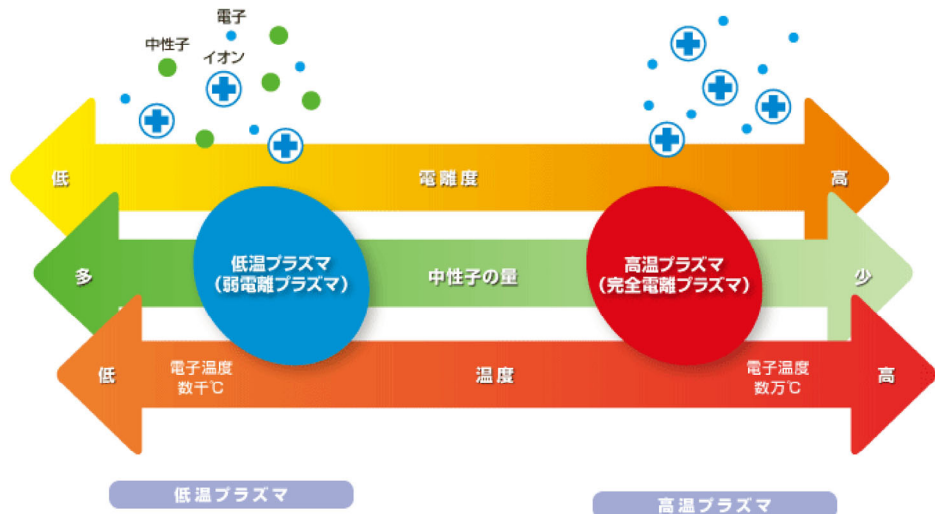 電子
中性子
イオン
低
電離度
高
多
低温プラズマ
(弱電離プラズマ)
中性子の量
高温プラズマ
(完全電離プラズマ)
少
低
電子温度
数千℃
温度
電子温度
数万℃
高
低温プラズマ
高温プラズマ